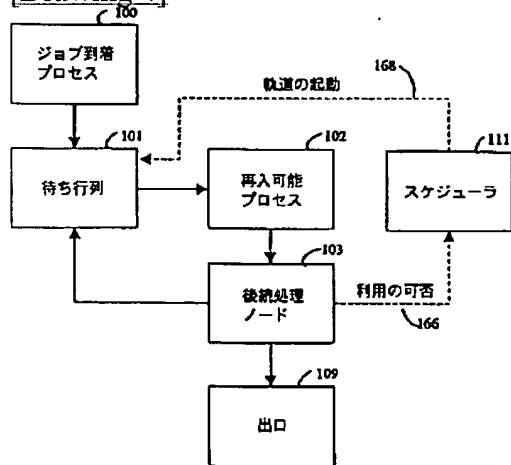 100
ジョブ到着
プロセス
168
軌道の起動
101
102
111
待ち行列
再入可能
プロセス
スケジューラ
103
後続処理
ノード
利用の可否
166
109
出口